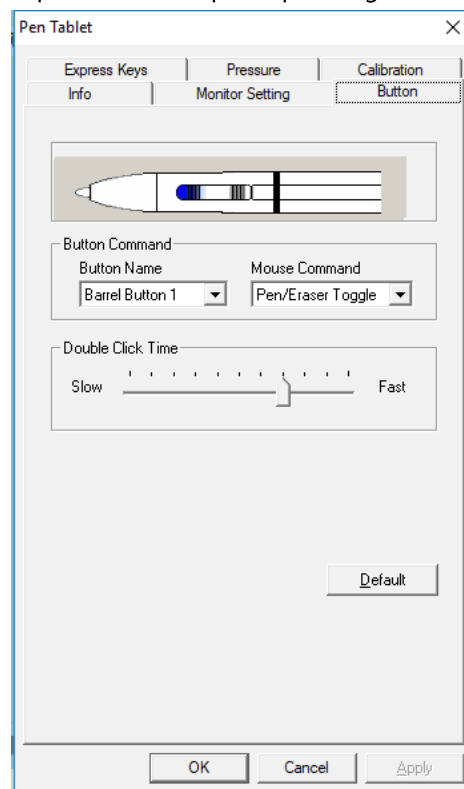 Pen Tablet
Express Keys Pressure Calibration
Info Monitor Setting Button
Button Command
Button Name Mouse Command
Barrel Button 1 Pen/Eraser Toggle
Double Click Time
Slow Fast
Default
OK Cancel Apply